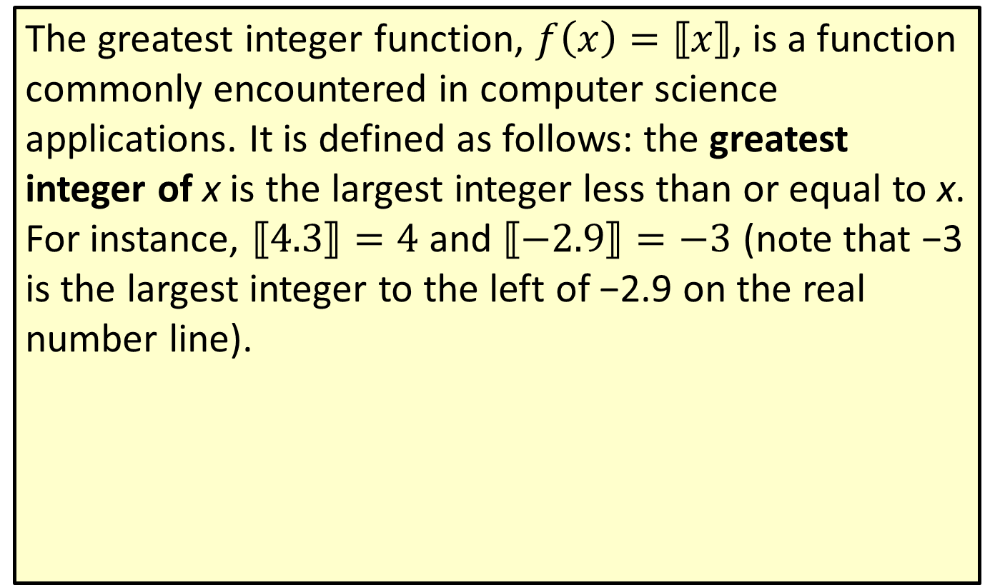 The greatest integer function, f(x) = ⟦x⟧, is a function
commonly encountered in computer science
applications. It is defined as follows: the greatest
integer of x is the largest integer less than or equal to x.
For instance, ⟦4.3⟧ = 4 and ⟦−2.9⟧ = −3 (note that −3
is the largest integer to the left of −2.9 on the real
number line).